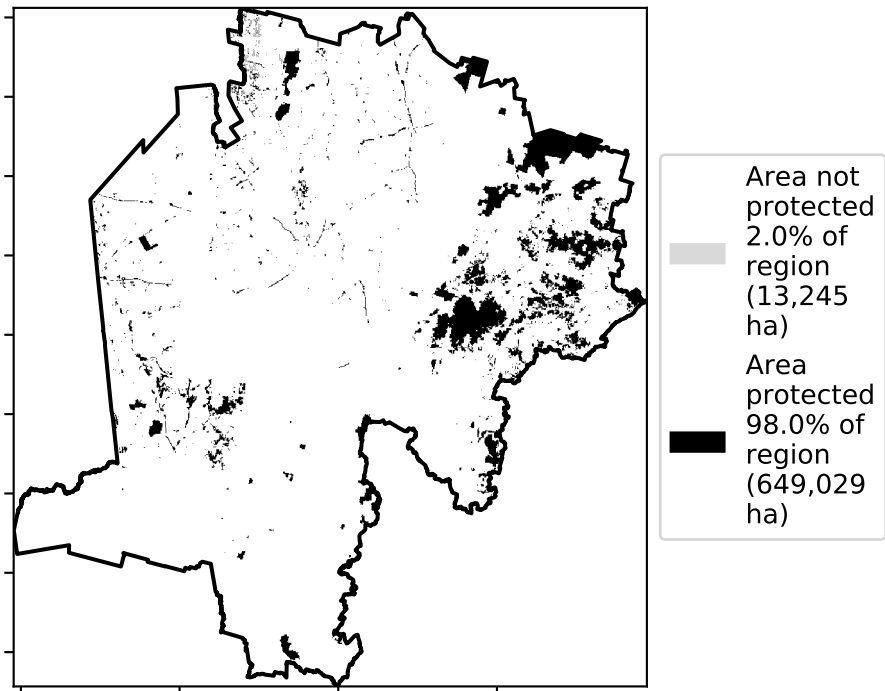 Area not
protected
2.0% of
region
(13,245
ha)
Area
protected
98.0% of
region
(649,029
ha)